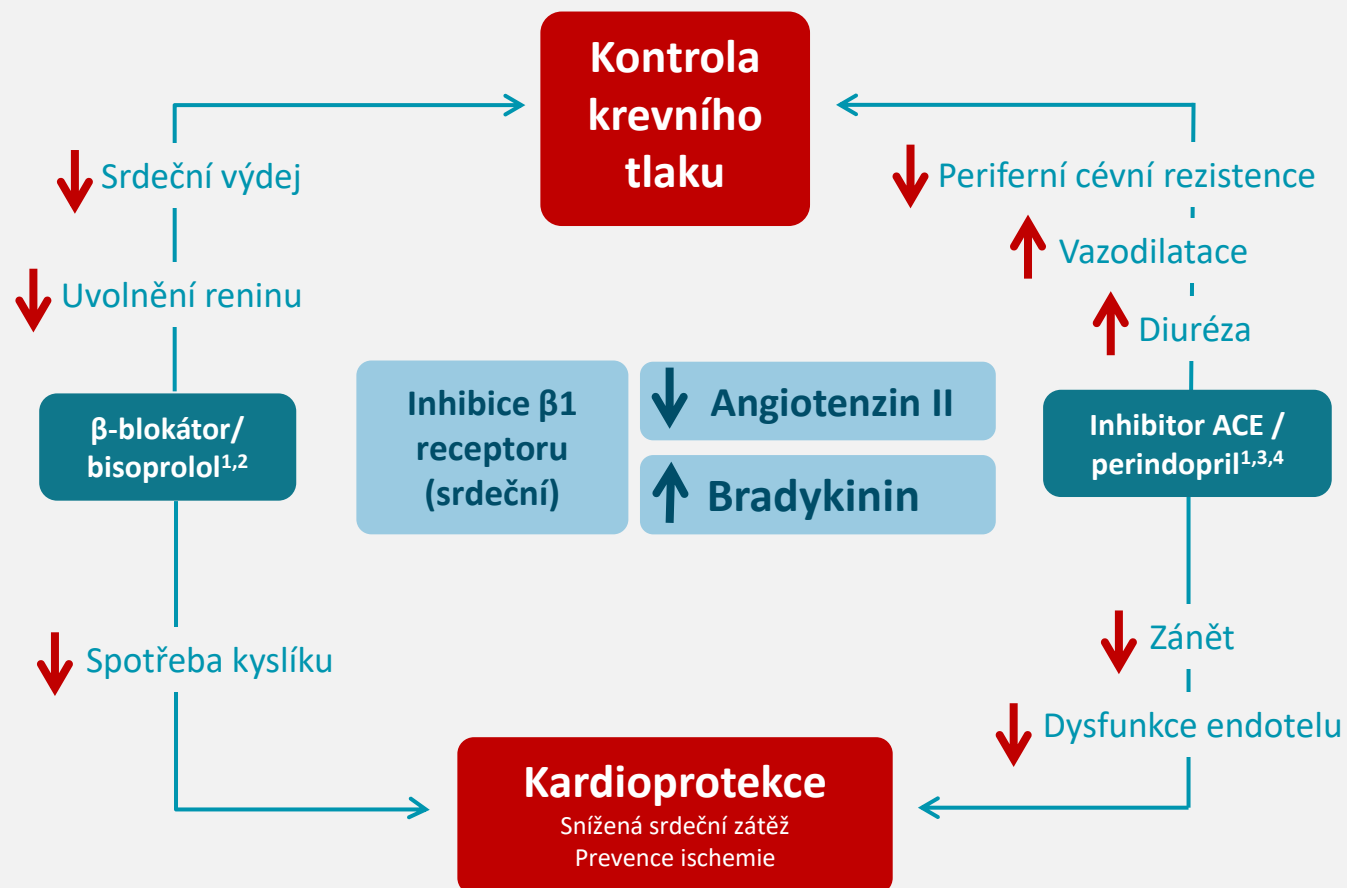 Kontrola
krevního
tlaku
Srdeční výdej
Periferní cévní rezistence
Vazodilatace
Uvolnění reninu
Diuréza
β-blokátor/
bisoprolol1,2
Inhibice β1
receptoru
(srdeční)
Angiotenzin II
Bradykinin
Inhibitor ACE /
perindopril1,3,4
Spotřeba kyslíku
Zánět
Dysfunkce endotelu
Kardioprotekce
Snížená srdeční zátěž
Prevence ischemie